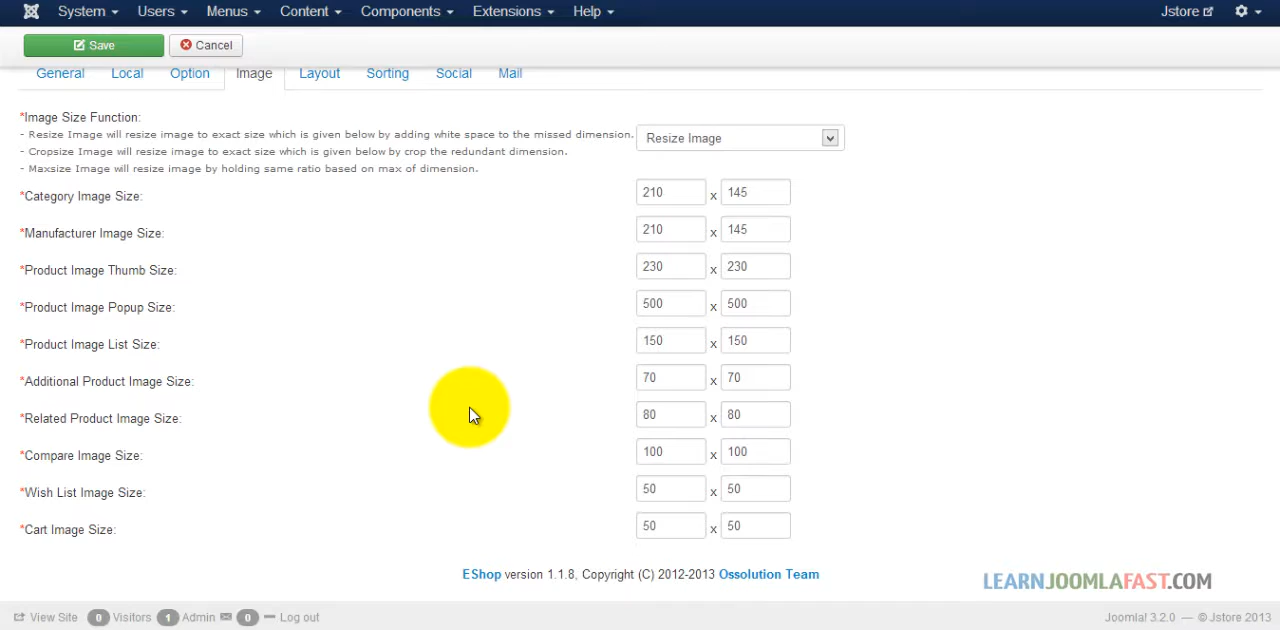 System Users Menus Content Components Extensions Help Jstore
Save Cancel
General Local Option Image Layout Sorting Social Mail
*Image Size Function:
- Resize Image will resize image to exact size which is given below by adding white space to the missed dimension.
Resize Image
- Cropsize Image will resize image to exact size which is given below by crop the redundant dimension.
- Maxsize Image will resize image by holding same ratio based on max of dimension.
*Category Image Size: 210 x 145
*Manufacturer Image Size: 210 x 145
*Product Image Thumb Size: 230 x 230
*Product Image Popup Size: 500 x 500
*Product Image List Size: 150 x 150
*Additional Product Image Size: 70 x 70
*Related Product Image Size: 80 x 80
*Compare Image Size: 100 x 100
*Wish List Image Size: 50 x 50
*Cart Image Size: 50 x 50
EShop version 1.1.8, Copyright (C) 2012-2013 Ossolution Team
LEARNJOOMLAFAST.COM
View Site 0 Visitors 1 Admin 0 Log out Joomla! 3.2.0 — © Jstore 2013